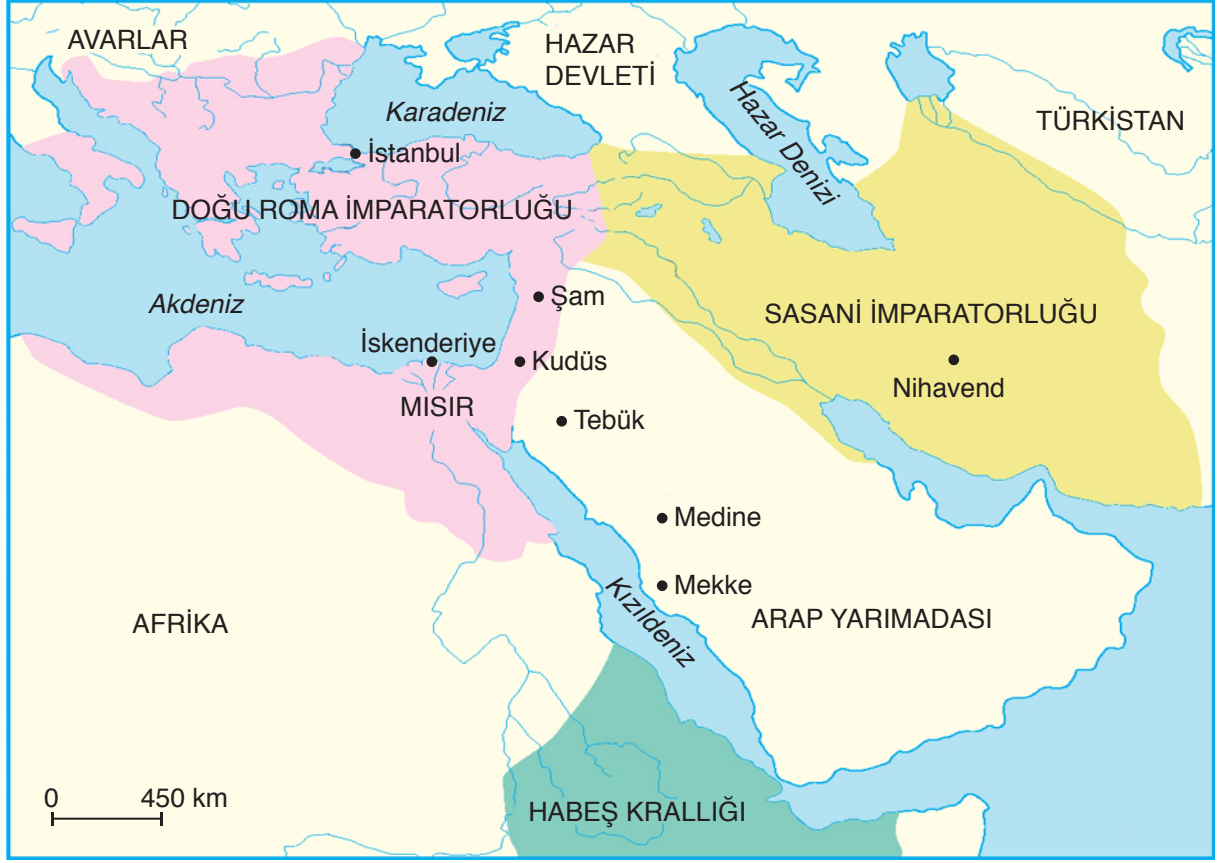 AVARLAR
HAZAR
DEVLETİ
Karadeniz
Hazar Denizi
TÜRKİSTAN
İstanbul
DOĞU ROMA İMPARATORLUĞU
Akdeniz
Şam
SASANİ İMPARATORLUĞU
İskenderiye
Kudüs
Nihavend
MISIR
Tebük
Medine
Mekke
Kızıldeniz
AFRİKA
ARAP YARIMADASI
0 450 km
HABEŞ KRALLIĞI